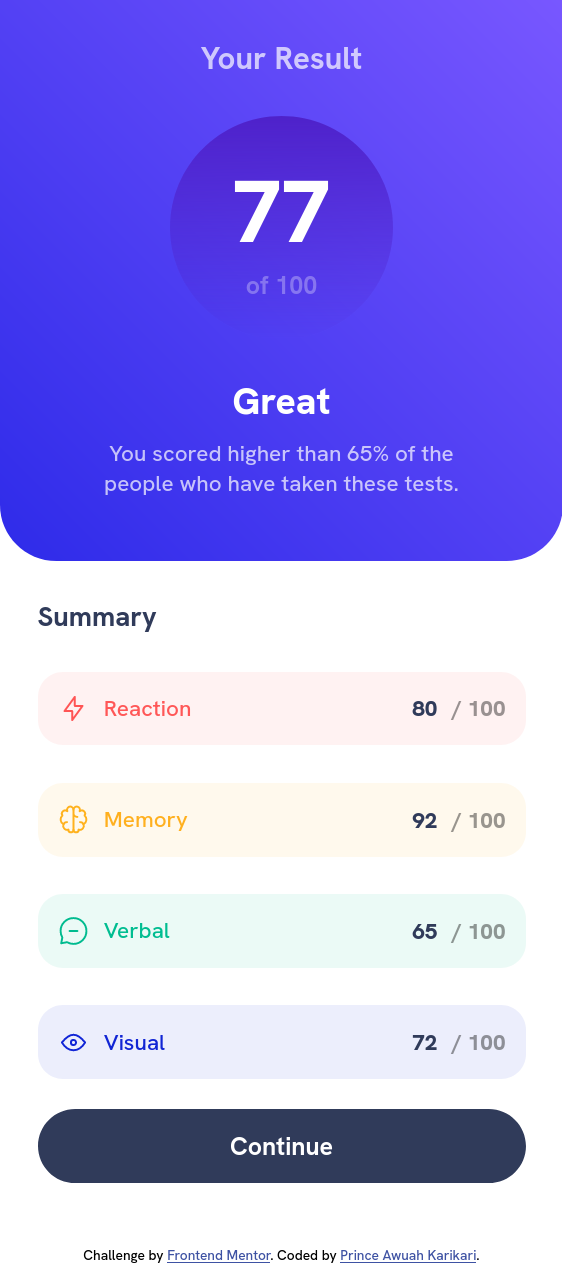 Your Result
77
of 100
Great
You scored higher than 65% of the
people who have taken these tests.
Summary
Reaction 80 / 100
Memory 92 / 100
Verbal 65 / 100
Visual 72 / 100
Continue
Challenge by Frontend Mentor. Coded by Prince Awuah Karikari.